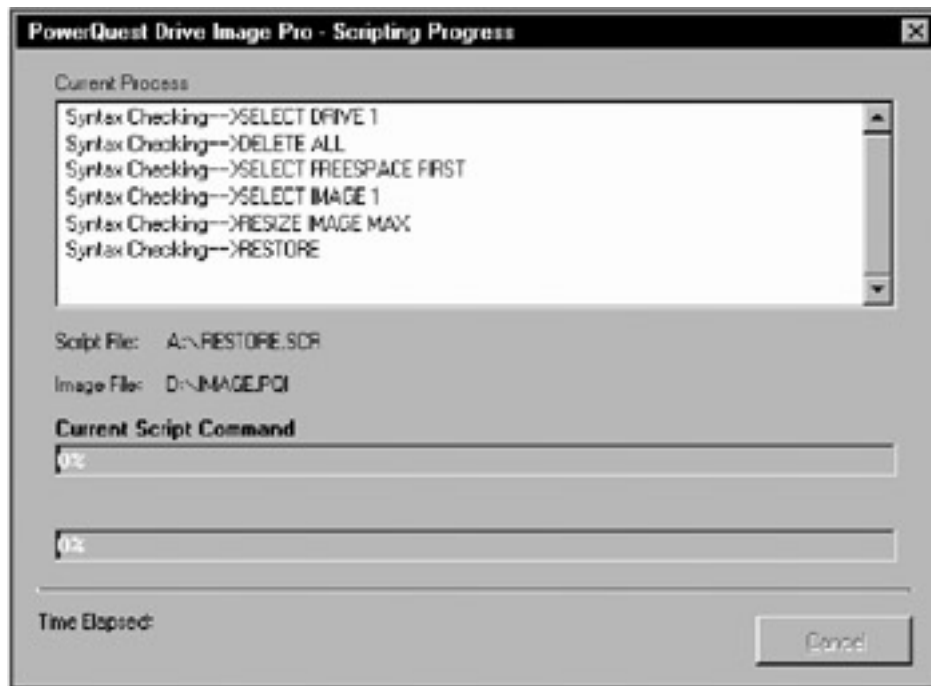 PowerQuest Drive Image Pro - Scripting Progress
Current Process
Syntax Checking-->SELECT DRIVE 1
Syntax Checking-->DELETE ALL
Syntax Checking-->SELECT FREESPACE FIRST
Syntax Checking-->SELECT IMAGE 1
Syntax Checking-->RESIZE IMAGE MAX
Syntax Checking-->RESTORE
Script File: A:\RESTORE.SCR
Image File: D:\IMAGE.PQI
Current Script Command
0%
0%
Time Elapsed:
Cancel